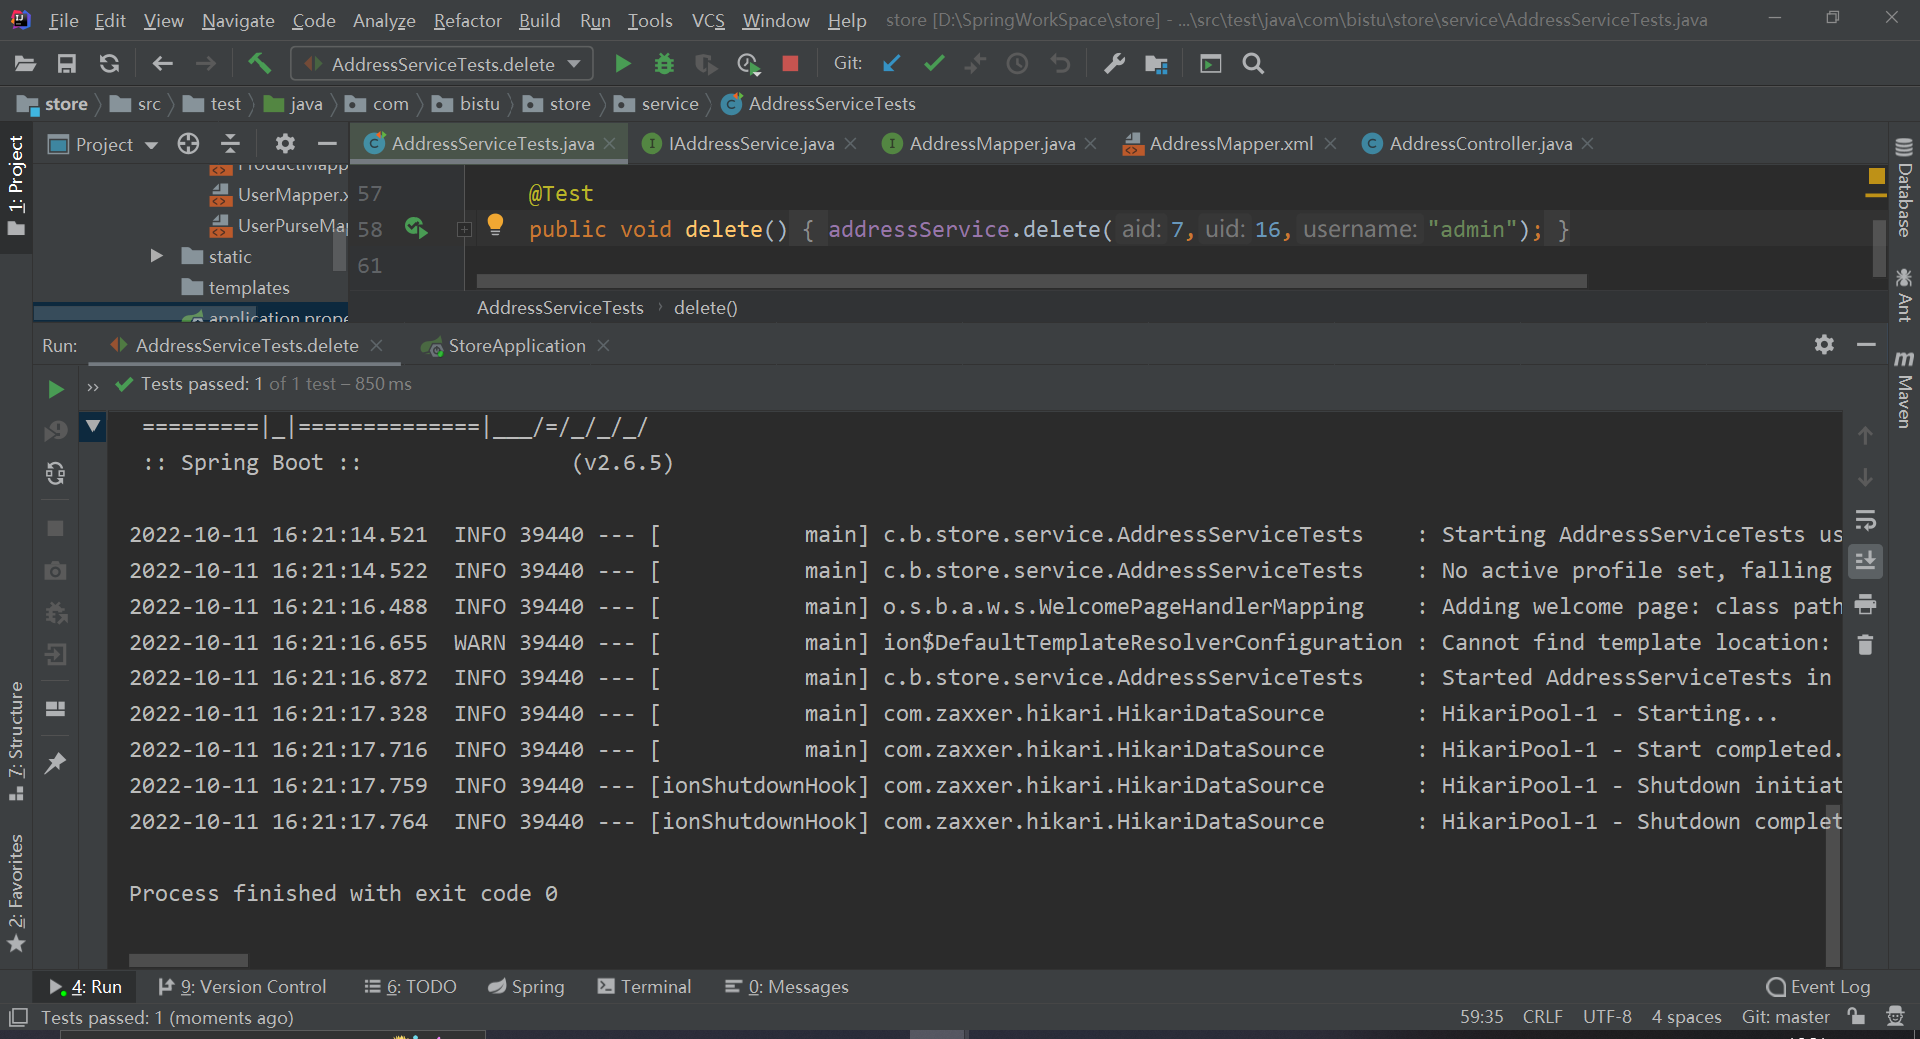 File Edit View Navigate Code Analyze Refactor Build Run Tools VCS Window Help store [D:\SpringWorkSpace\store] - ...\src\test\java\com\bistu\store\service\AddressServiceTests.java
AddressServiceTests.delete Git:
store src test java com bistu store service AddressServiceTests
Project AddressServiceTests.java IAddressService.java AddressMapper.java AddressMapper.xml AddressController.java
ProductMapp
UserMapper.x
UserPurseMap
static
templates
application.prope
57 @Test
58 public void delete() { addressService.delete( aid: 7, uid: 16, username: "admin"); }
61
AddressServiceTests › delete()
Run: AddressServiceTests.delete StoreApplication
Tests passed: 1 of 1 test – 850 ms
=========|_|==============|___/=/_/_/_/
:: Spring Boot :: (v2.6.5)
2022-10-11 16:21:14.521 INFO 39440 --- [ main] c.b.store.service.AddressServiceTests : Starting AddressServiceTests us
2022-10-11 16:21:14.522 INFO 39440 --- [ main] c.b.store.service.AddressServiceTests : No active profile set, falling
2022-10-11 16:21:16.488 INFO 39440 --- [ main] o.s.b.a.w.s.WelcomePageHandlerMapping : Adding welcome page: class path
2022-10-11 16:21:16.655 WARN 39440 --- [ main] ion$DefaultTemplateResolverConfiguration : Cannot find template location:
2022-10-11 16:21:16.872 INFO 39440 --- [ main] c.b.store.service.AddressServiceTests : Started AddressServiceTests in
2022-10-11 16:21:17.328 INFO 39440 --- [ main] com.zaxxer.hikari.HikariDataSource : HikariPool-1 - Starting...
2022-10-11 16:21:17.716 INFO 39440 --- [ main] com.zaxxer.hikari.HikariDataSource : HikariPool-1 - Start completed.
2022-10-11 16:21:17.759 INFO 39440 --- [ionShutdownHook] com.zaxxer.hikari.HikariDataSource : HikariPool-1 - Shutdown initiat
2022-10-11 16:21:17.764 INFO 39440 --- [ionShutdownHook] com.zaxxer.hikari.HikariDataSource : HikariPool-1 - Shutdown complet
Process finished with exit code 0
1: Project
7: Structure
2: Favorites
Database
Ant
Maven
4: Run 9: Version Control 6: TODO Spring Terminal 0: Messages Event Log
Tests passed: 1 (moments ago) 59:35 CRLF UTF-8 4 spaces Git: master